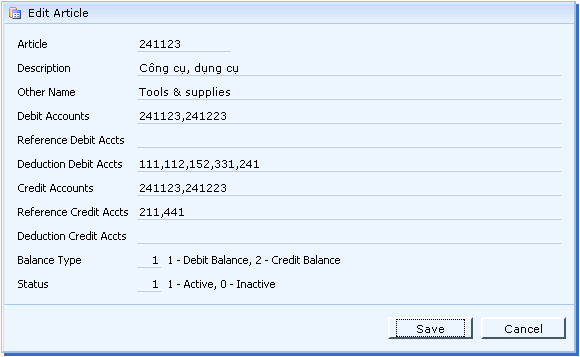 Edit Article
Article 241123
Description Công cụ, dụng cụ
Other Name Tools & supplies
Debit Accounts 241123,241223
Reference Debit Accts
Deduction Debit Accts 111,112,152,331,241
Credit Accounts 241123,241223
Reference Credit Accts 211,441
Deduction Credit Accts
Balance Type 1 1 - Debit Balance, 2 - Credit Balance
Status 1 1 - Active, 0 - Inactive
Save Cancel